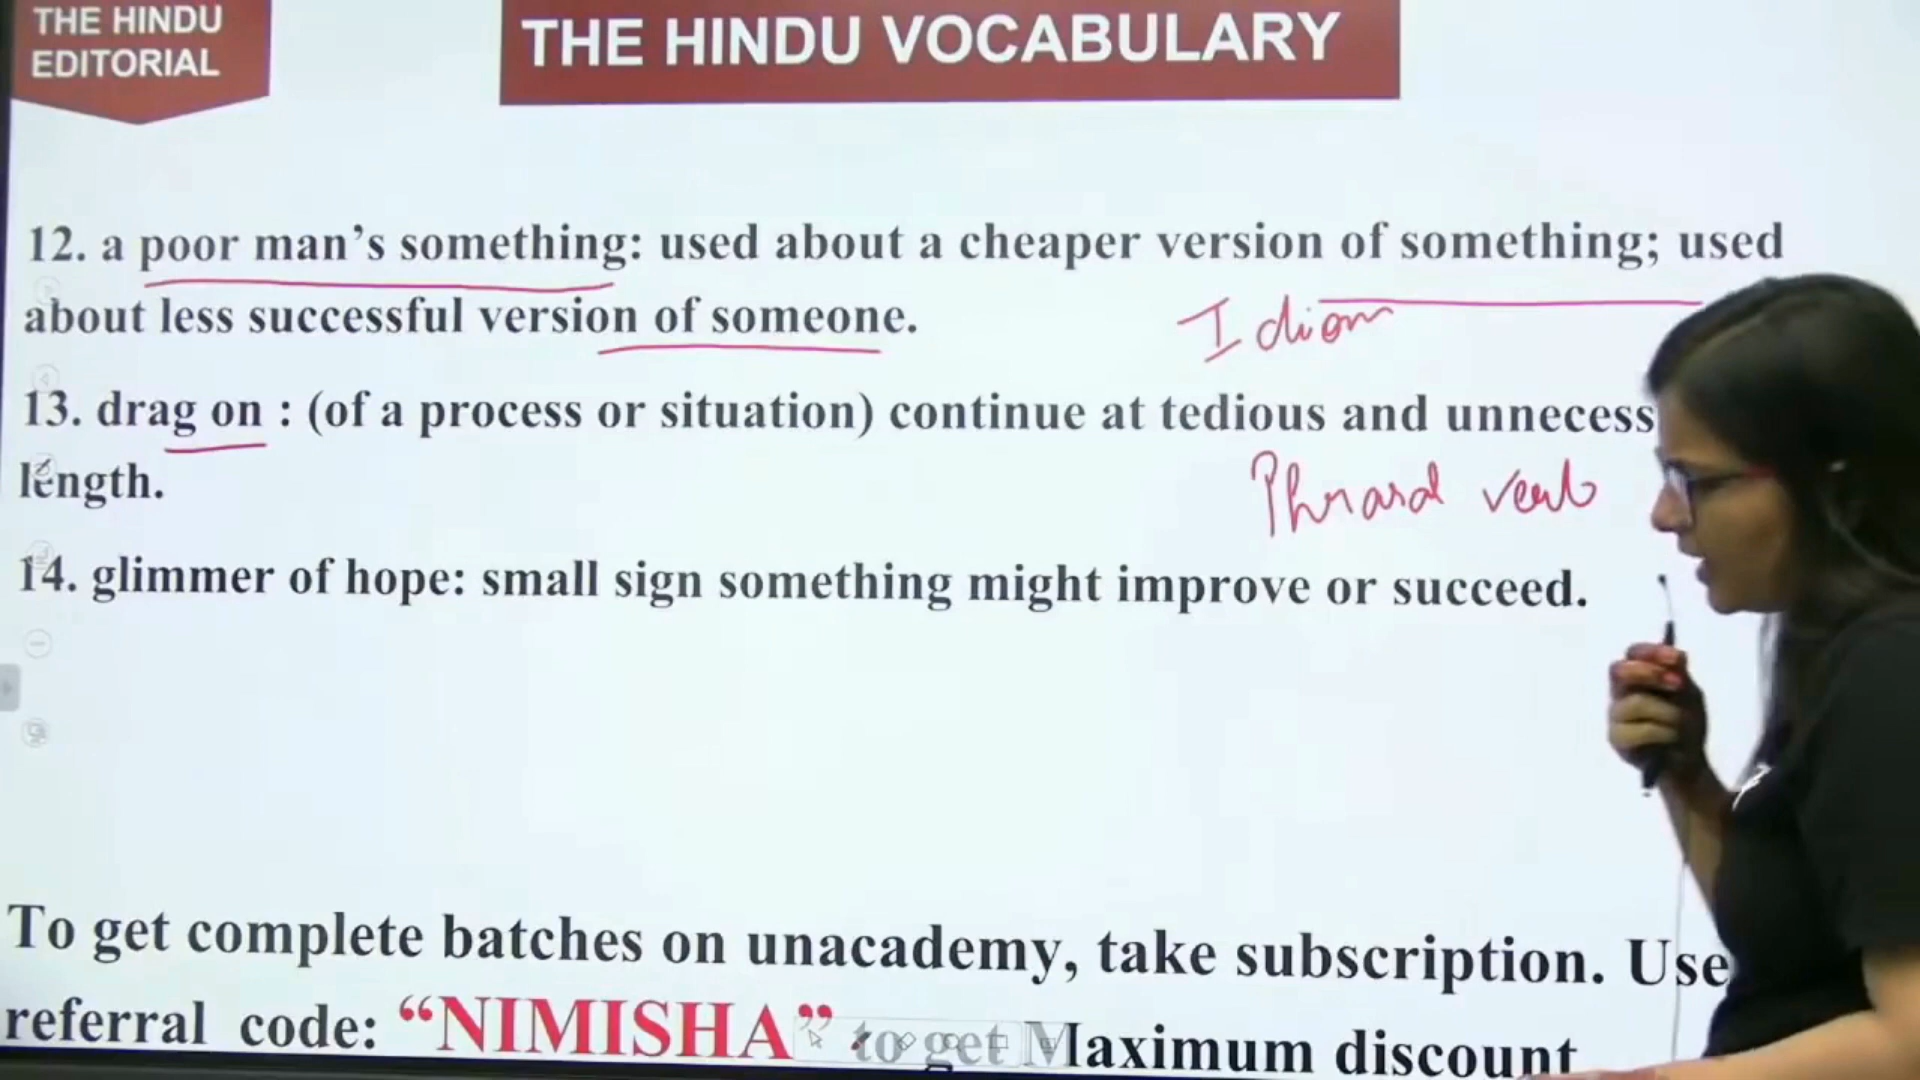 THE HINDU
EDITORIAL
THE HINDU VOCABULARY
12. a poor man’s something: used about a cheaper version of something; used
about less successful version of someone.
Idiom
13. drag on : (of a process or situation) continue at tedious and unnecess
length.
Phrasal verb
14. glimmer of hope: small sign something might improve or succeed.
To get complete batches on unacademy, take subscription. Use
referral code: “NIMISHA” to get Maximum discount